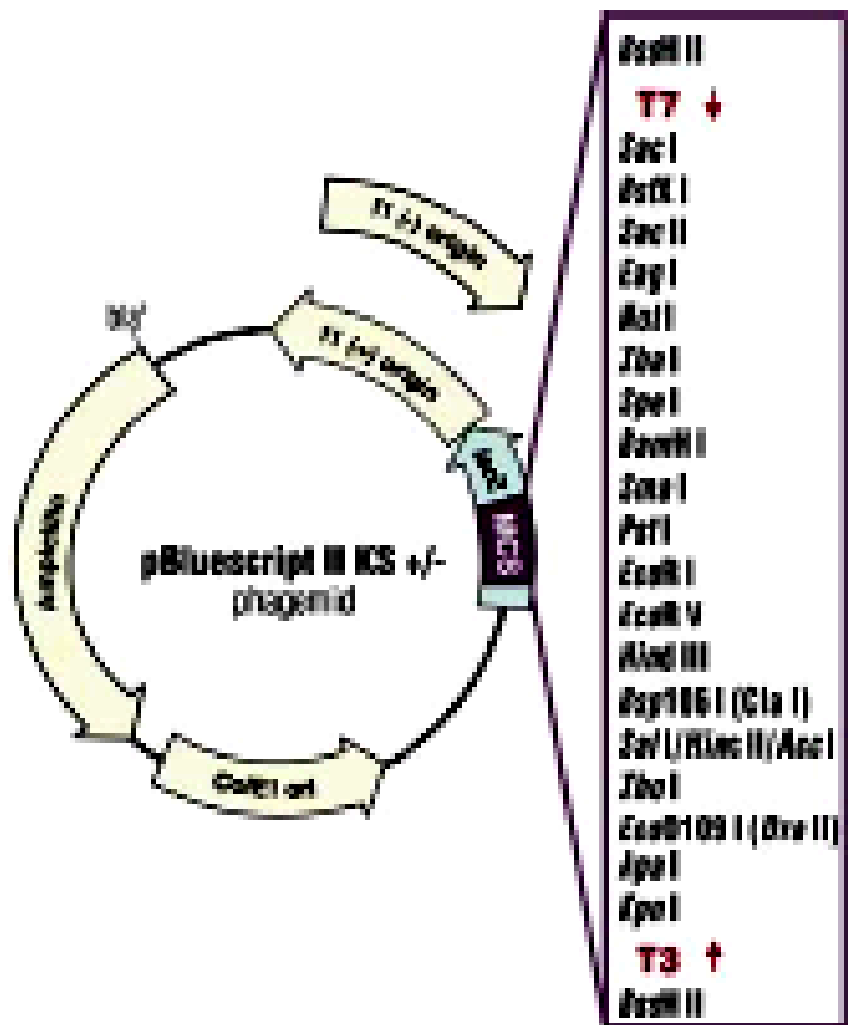 BssH II
T7
Sac I
BstX I
Sac II
Eag I
Not I
Xba I
Spe I
BamH I
Sma I
Pst I
EcoR I
EcoR V
Hind III
Bsp106 I (Cla I)
Sal I/Hinc II/Acc I
Xho I
EcoO109 I (Dra II)
Apa I
Kpn I
T3
BssH II
f1 (-) origin
f1 (+) origin
lacZ
MCS
ampicillin
pBluescript II KS +/-
phagemid
ColE1 ori